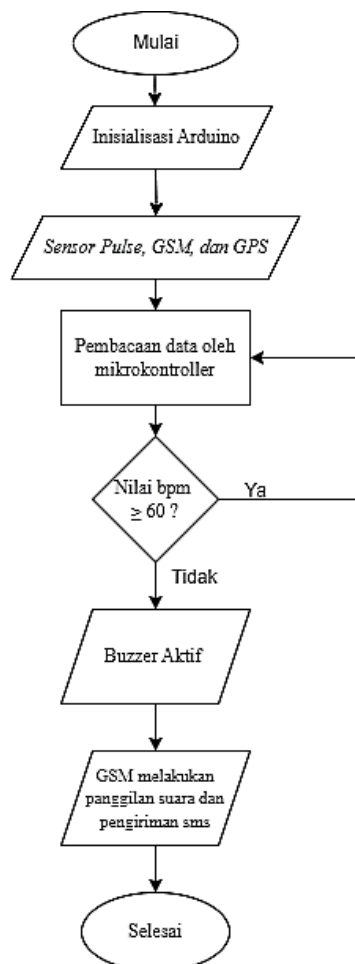 Mulai
Inisialisasi Arduino
Sensor Pulse, GSM, dan GPS
Pembacaan data oleh
mikrokontroller
Nilai bpm
≥ 60 ?
Ya
Tidak
Buzzer Aktif
GSM melakukan
panggilan suara dan
pengiriman sms
Selesai